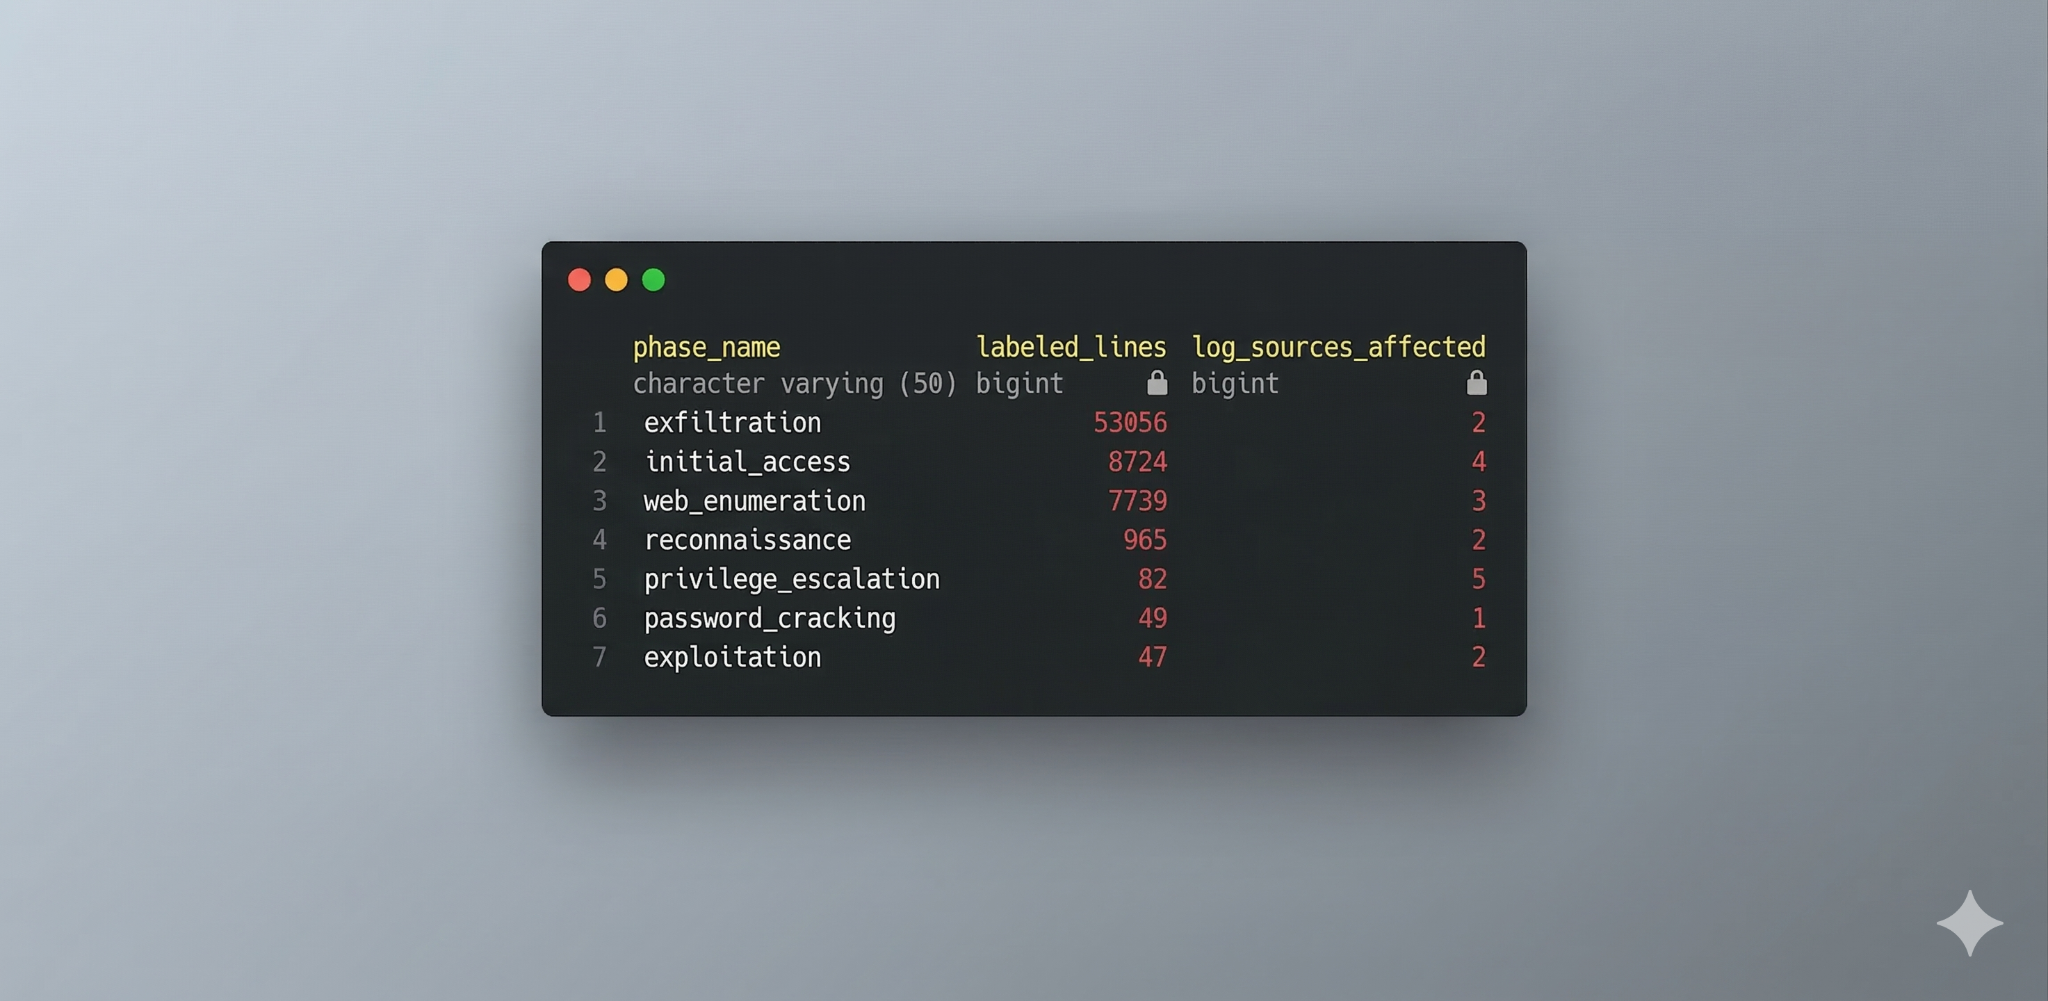 phase_name labeled_lines log_sources_affected
character varying (50) bigint bigint
1 exfiltration 53056 2
2 initial_access 8724 4
3 web_enumeration 7739 3
4 reconnaissance 965 2
5 privilege_escalation 82 5
6 password_cracking 49 1
7 exploitation 47 2